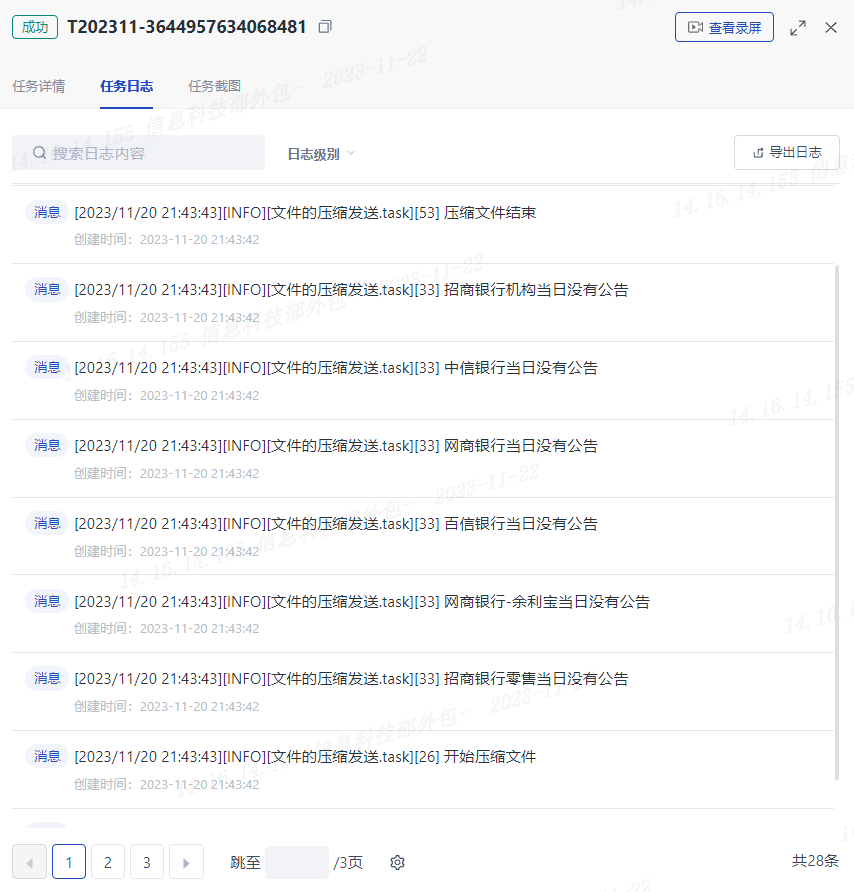 成功 T202311-3644957634068481 查看录屏
任务详情 任务日志 任务截图
搜索日志内容 日志级别 导出日志
消息 [2023/11/20 21:43:43][INFO][文件的压缩发送.task][53] 压缩文件结束
创建时间：2023-11-20 21:43:42
消息 [2023/11/20 21:43:43][INFO][文件的压缩发送.task][33] 招商银行机构当日没有公告
创建时间：2023-11-20 21:43:42
消息 [2023/11/20 21:43:43][INFO][文件的压缩发送.task][33] 中信银行当日没有公告
创建时间：2023-11-20 21:43:42
消息 [2023/11/20 21:43:43][INFO][文件的压缩发送.task][33] 网商银行当日没有公告
创建时间：2023-11-20 21:43:42
消息 [2023/11/20 21:43:43][INFO][文件的压缩发送.task][33] 百信银行当日没有公告
创建时间：2023-11-20 21:43:42
消息 [2023/11/20 21:43:43][INFO][文件的压缩发送.task][33] 网商银行-余利宝当日没有公告
创建时间：2023-11-20 21:43:42
消息 [2023/11/20 21:43:43][INFO][文件的压缩发送.task][33] 招商银行零售当日没有公告
创建时间：2023-11-20 21:43:42
消息 [2023/11/20 21:43:43][INFO][文件的压缩发送.task][26] 开始压缩文件
创建时间：2023-11-20 21:43:42
1 2 3 跳至 /3页 共28条
14.16.14.155 信息科技部外包- 2023-11-22